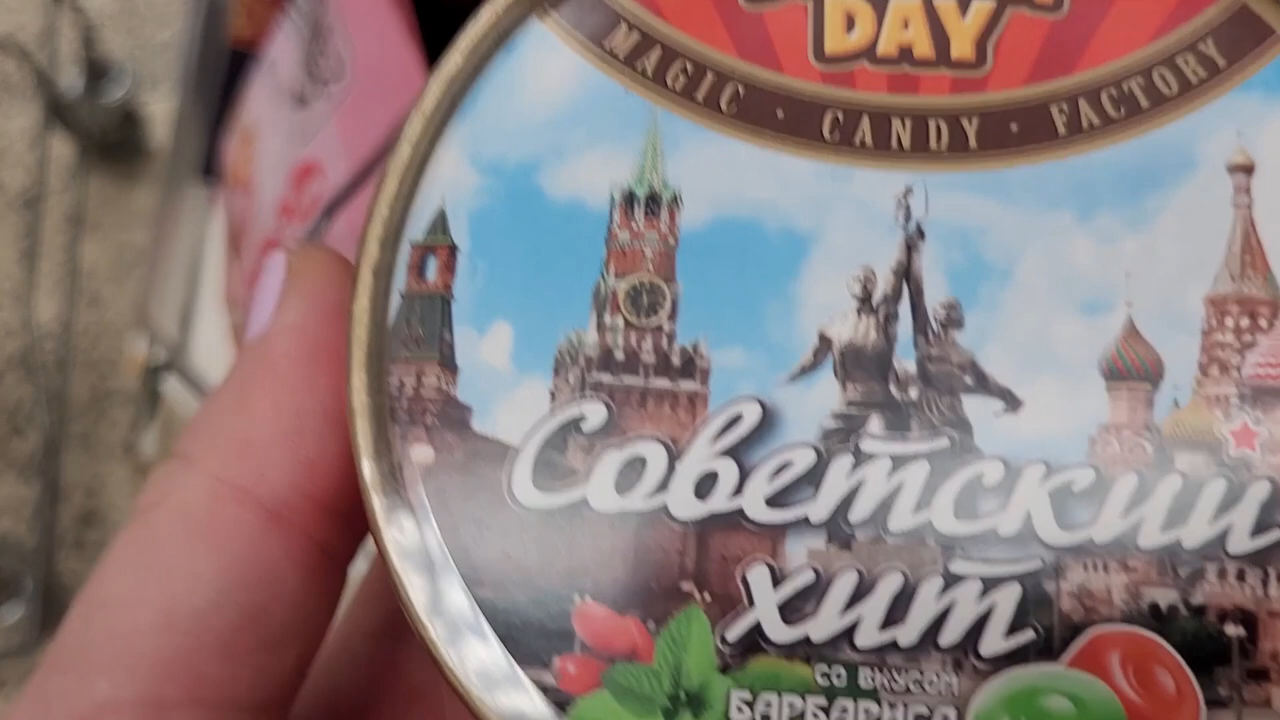 DAY
MAGIC · CANDY · FACTORY
Советский
хит
со вкусом
БАРБАРИСА